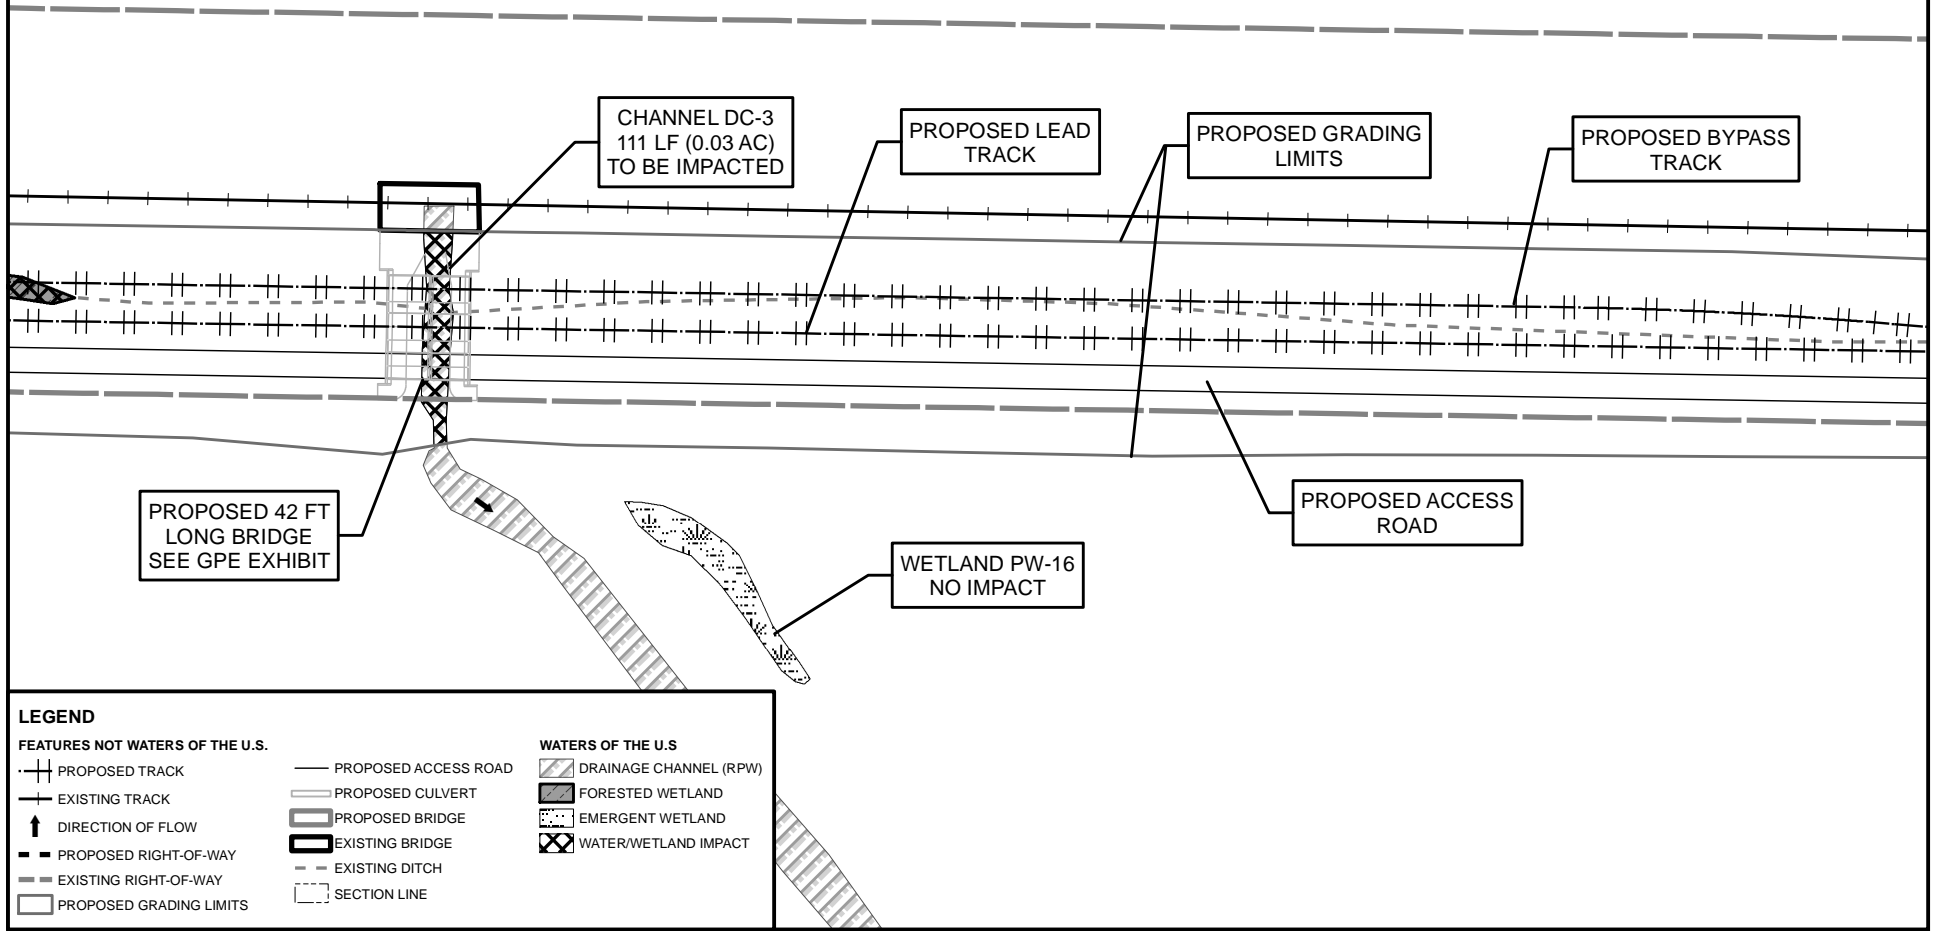 CHANNEL DC-3
111 LF (0.03 AC)
TO BE IMPACTED
PROPOSED LEAD
TRACK
PROPOSED GRADING
LIMITS
PROPOSED BYPASS
TRACK
PROPOSED 42 FT
LONG BRIDGE
SEE GPE EXHIBIT
WETLAND PW-16
NO IMPACT
PROPOSED ACCESS
ROAD
LEGEND
FEATURES NOT WATERS OF THE U.S.
PROPOSED TRACK
EXISTING TRACK
DIRECTION OF FLOW
PROPOSED RIGHT-OF-WAY
EXISTING RIGHT-OF-WAY
PROPOSED GRADING LIMITS
PROPOSED ACCESS ROAD
PROPOSED CULVERT
PROPOSED BRIDGE
EXISTING BRIDGE
EXISTING DITCH
SECTION LINE
WATERS OF THE U.S
DRAINAGE CHANNEL (RPW)
FORESTED WETLAND
EMERGENT WETLAND
WATER/WETLAND IMPACT